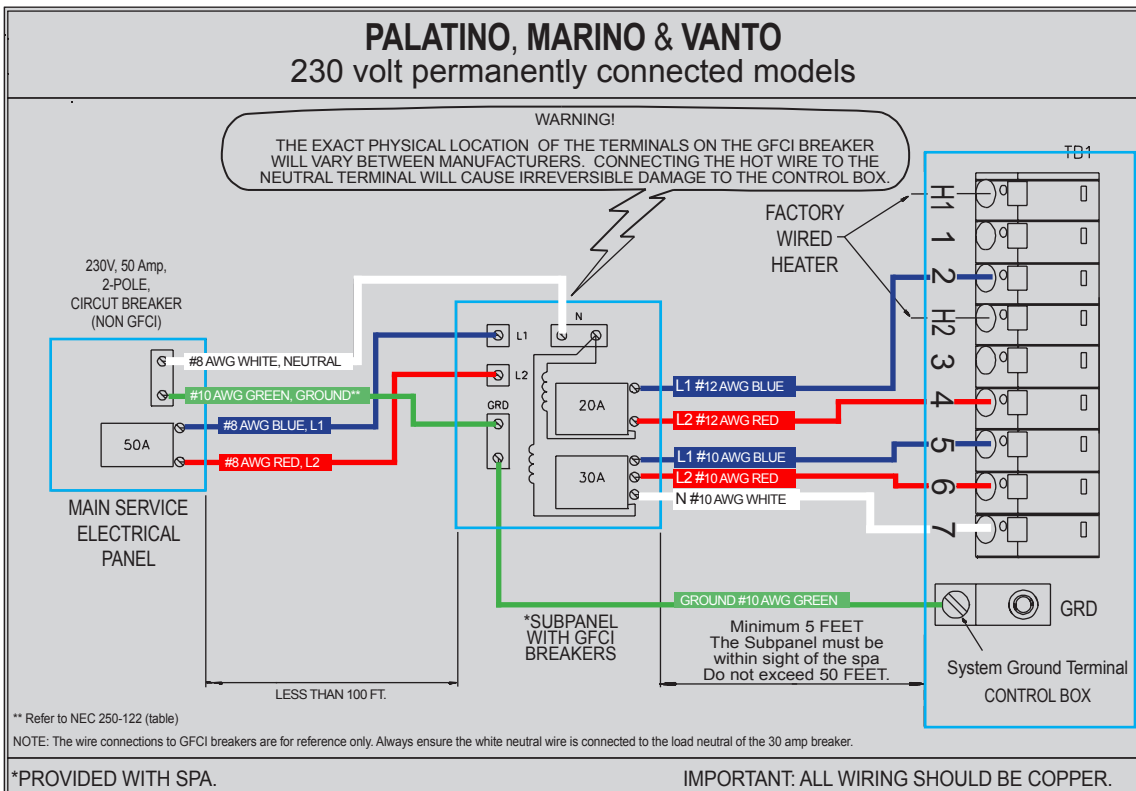 PALATINO, MARINO & VANTO
230 volt permanently connected models
WARNING!
THE EXACT PHYSICAL LOCATION OF THE TERMINALS ON THE GFCI BREAKER
WILL VARY BETWEEN MANUFACTURERS. CONNECTING THE HOT WIRE TO THE
NEUTRAL TERMINAL WILL CAUSE IRREVERSIBLE DAMAGE TO THE CONTROL BOX.
230V, 50 Amp,
2-POLE,
CIRCUT BREAKER
(NON GFCI)
#8 AWG WHITE, NEUTRAL
#10 AWG GREEN, GROUND**
#8 AWG BLUE, L1
#8 AWG RED, L2
50A
MAIN SERVICE
ELECTRICAL
PANEL
N
L1
L2
GRD
20A
30A
*SUBPANEL
WITH GFCI
BREAKERS
L1 #12 AWG BLUE
L2 #12 AWG RED
L1 #10 AWG BLUE
L2 #10 AWG RED
N #10 AWG WHITE
GROUND #10 AWG GREEN
FACTORY
WIRED
HEATER
TB1
H1
1
2
H2
3
4
5
6
7
GRD
System Ground Terminal
CONTROL BOX
Minimum 5 FEET
The Subpanel must be
within sight of the spa
Do not exceed 50 FEET.
LESS THAN 100 FT.
** Refer to NEC 250-122 (table)
NOTE: The wire connections to GFCI breakers are for reference only. Always ensure the white neutral wire is connected to the load neutral of the 30 amp breaker.
*PROVIDED WITH SPA.
IMPORTANT: ALL WIRING SHOULD BE COPPER.